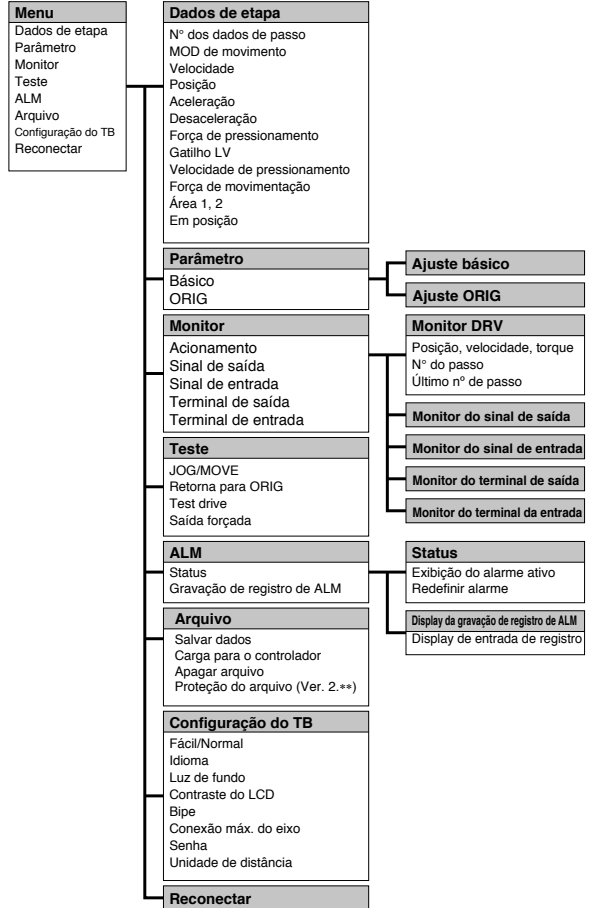 Menu
Dados de etapa
Parâmetro
Monitor
Teste
ALM
Arquivo
Configuração do TB
Reconectar
Dados de etapa
N° dos dados de passo
MOD de movimento
Velocidade
Posição
Aceleração
Desaceleração
Força de pressionamento
Gatilho LV
Velocidade de pressionamento
Força de movimentação
Área 1, 2
Em posição
Parâmetro
Básico
ORIG
Ajuste básico
Ajuste ORIG
Monitor
Acionamento
Sinal de saída
Sinal de entrada
Terminal de saída
Terminal de entrada
Monitor DRV
Posição, velocidade, torque
N° do passo
Último nº de passo
Monitor do sinal de saída
Monitor do sinal de entrada
Monitor do terminal de saída
Monitor do terminal da entrada
Teste
JOG/MOVE
Retorna para ORIG
Test drive
Saída forçada
ALM
Status
Gravação de registro de ALM
Status
Exibição do alarme ativo
Redefinir alarme
Display da gravação de registro de ALM
Display de entrada de registro
Arquivo
Salvar dados
Carga para o controlador
Apagar arquivo
Proteção do arquivo (Ver. 2.**)
Configuração do TB
Fácil/Normal
Idioma
Luz de fundo
Contraste do LCD
Bipe
Conexão máx. do eixo
Senha
Unidade de distância
Reconectar